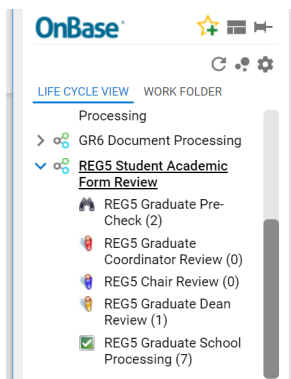 OnBase
LIFE CYCLE VIEW WORK FOLDER
Processing
GR6 Document Processing
REG5 Student Academic
Form Review
REG5 Graduate Pre-
Check (2)
REG5 Graduate
Coordinator Review (0)
REG5 Chair Review (0)
REG5 Graduate Dean
Review (1)
REG5 Graduate School
Processing (7)